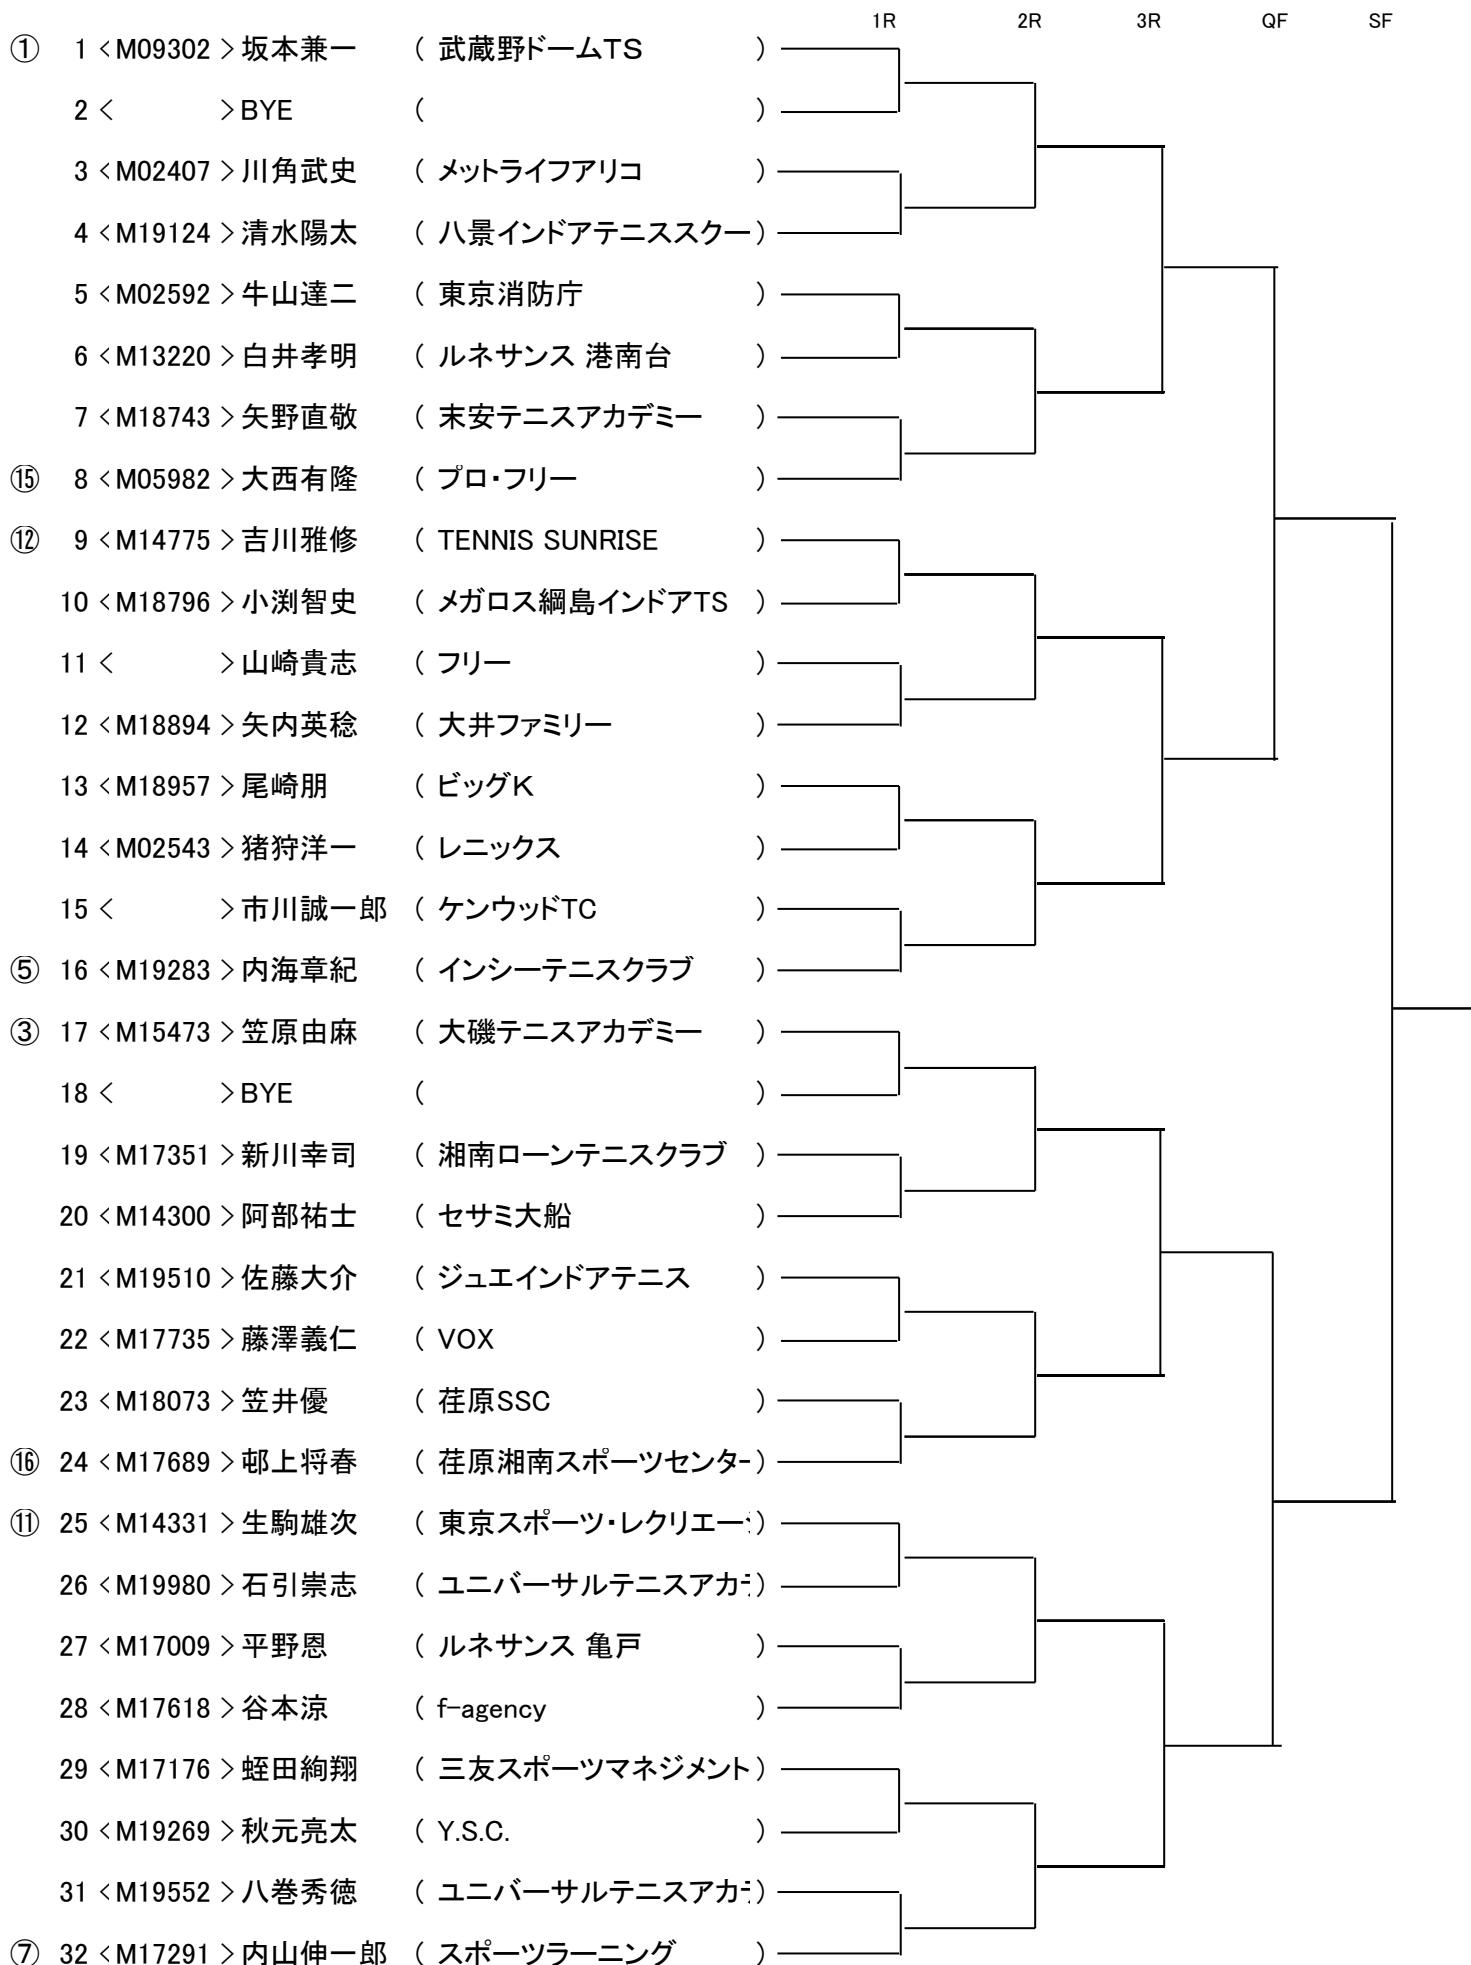 1R 2R 3R QF SF
① 1 <M09302 >坂本兼一 ( 武蔵野ドームTS )
2 < >BYE ( )
3 <M02407 >川角武史 ( メットライフアリコ )
4 <M19124 >清水陽太 ( 八景インドアテニススクー )
5 <M02592 >牛山達二 ( 東京消防庁 )
6 <M13220 >白井孝明 ( ルネサンス 港南台 )
7 <M18743 >矢野直敬 ( 末安テニスアカデミー )
⑮ 8 <M05982 >大西有隆 ( プロ・フリー )
⑫ 9 <M14775 >吉川雅修 ( TENNIS SUNRISE )
10 <M18796 >小渕智史 ( メガロス綱島インドアTS )
11 < >山崎貴志 ( フリー )
12 <M18894 >矢内英稔 ( 大井ファミリー )
13 <M18957 >尾崎朋 ( ビッグK )
14 <M02543 >猪狩洋一 ( レニックス )
15 < >市川誠一郎 ( ケンウッドTC )
⑤ 16 <M19283 >内海章紀 ( インシーテニスクラブ )
③ 17 <M15473 >笠原由麻 ( 大磯テニスアカデミー )
18 < >BYE ( )
19 <M17351 >新川幸司 ( 湘南ローンテニスクラブ )
20 <M14300 >阿部祐士 ( セサミ大船 )
21 <M19510 >佐藤大介 ( ジュエインドアテニス )
22 <M17735 >藤澤義仁 ( VOX )
23 <M18073 >笠井優 ( 荏原SSC )
⑯ 24 <M17689 >邨上将春 ( 荏原湘南スポーツセンター )
⑪ 25 <M14331 >生駒雄次 ( 東京スポーツ・レクリエー )
26 <M19980 >石引崇志 ( ユニバーサルテニスアカ )
27 <M17009 >平野恩 ( ルネサンス 亀戸 )
28 <M17618 >谷本涼 ( f-agency )
29 <M17176 >蛭田絢翔 ( 三友スポーツマネジメント )
30 <M19269 >秋元亮太 ( Y.S.C. )
31 <M19552 >八巻秀徳 ( ユニバーサルテニスアカ )
⑦ 32 <M17291 >内山伸一郎 ( スポーツラーニング )